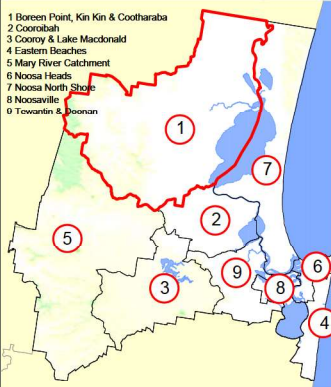 1 Boreen Point, Kin Kin & Cootharaba
2 Cooroibah
3 Cooroy & Lake Macdonald
4 Eastern Beaches
5 Mary River Catchment
6 Noosa Heads
7 Noosa North Shore
8 Noosaville
9 Tewantin & Doonan
1
7
2
5
6
9
3
8
4